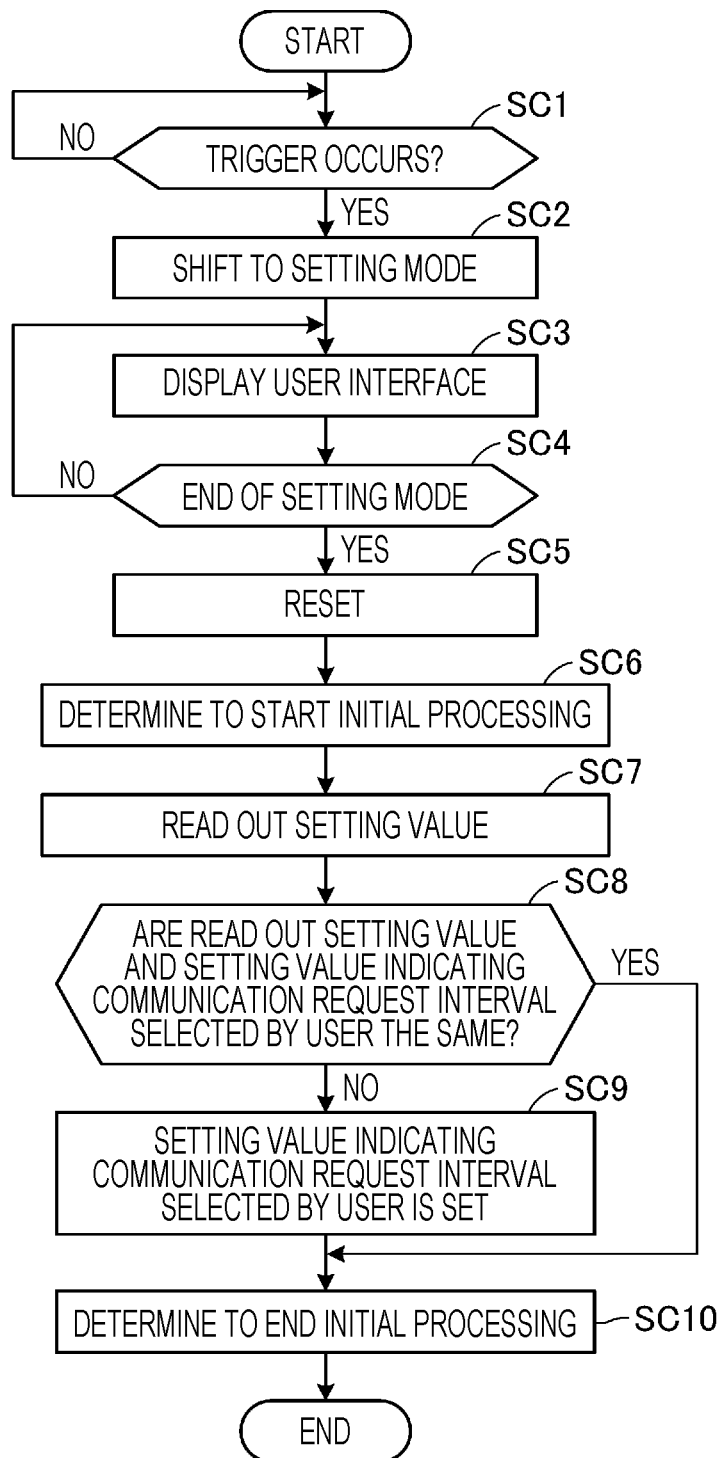 START
SC1
NO
TRIGGER OCCURS?
YES
SC2
SHIFT TO SETTING MODE
SC3
DISPLAY USER INTERFACE
SC4
NO
END OF SETTING MODE
YES
SC5
RESET
SC6
DETERMINE TO START INITIAL PROCESSING
SC7
READ OUT SETTING VALUE
SC8
ARE READ OUT SETTING VALUE
AND SETTING VALUE INDICATING
COMMUNICATION REQUEST INTERVAL
SELECTED BY USER THE SAME?
YES
NO
SC9
SETTING VALUE INDICATING
COMMUNICATION REQUEST INTERVAL
SELECTED BY USER IS SET
DETERMINE TO END INITIAL PROCESSING
SC10
END